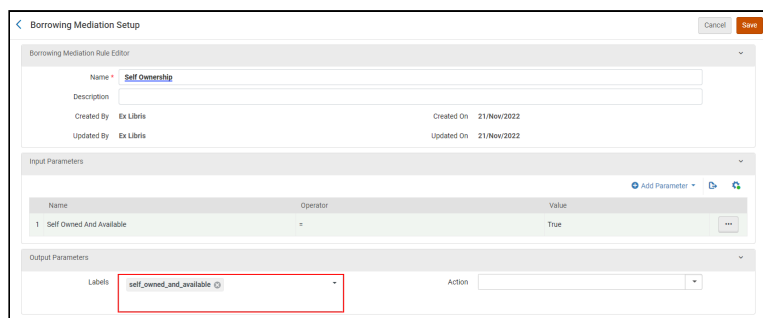 Borrowing Mediation Setup Cancel Save
Borrowing Mediation Rule Editor
Name * Self Ownership
Description
Created By Ex Libris Created On 21/Nov/2022
Updated By Ex Libris Updated On 21/Nov/2022
Input Parameters
Add Parameter
Name Operator Value
1 Self Owned And Available = True
Output Parameters
Labels self_owned_and_available Action